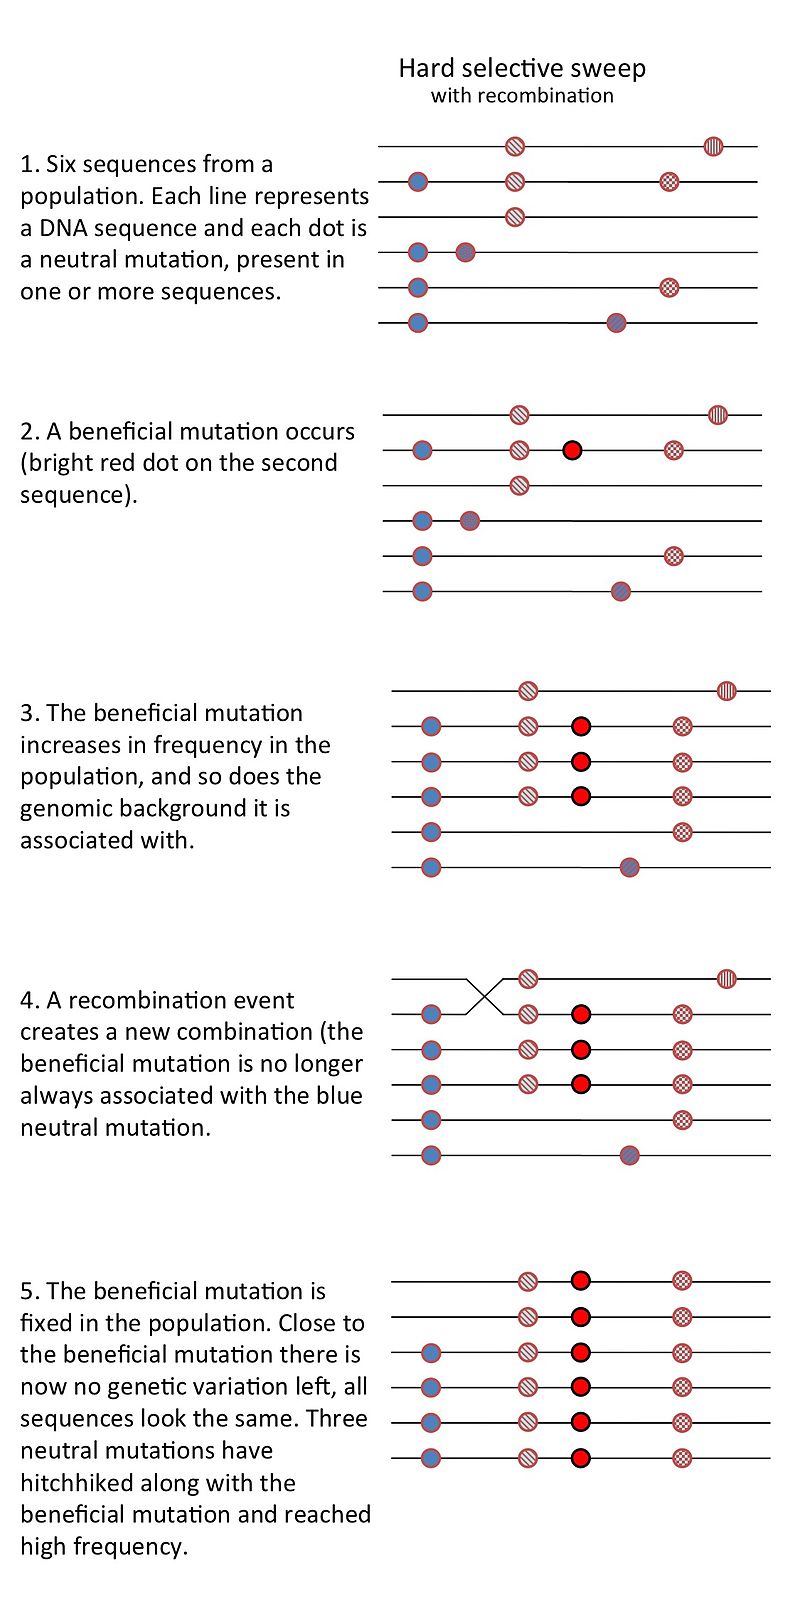 Hard selective sweep
with recombination
1. Six sequences from a
population. Each line represents
a DNA sequence and each dot is
a neutral mutation, present in
one or more sequences.
2. A beneficial mutation occurs
(bright red dot on the second
sequence).
3. The beneficial mutation
increases in frequency in the
population, and so does the
genomic background it is
associated with.
4. A recombination event
creates a new combination (the
beneficial mutation is no longer
always associated with the blue
neutral mutation.
5. The beneficial mutation is
fixed in the population. Close to
the beneficial mutation there is
now no genetic variation left, all
sequences look the same. Three
neutral mutations have
hitchhiked along with the
beneficial mutation and reached
high frequency.